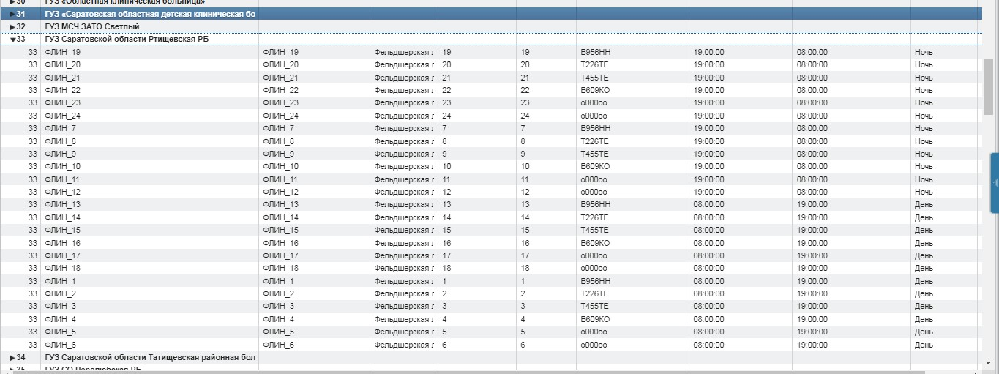 30 ГУЗ «Областная клиническая больница»
31 ГУЗ «Саратовская областная детская клиническая бо
32 ГУЗ МСЧ ЗАТО Светлый
33 ГУЗ Саратовской области Ртищевская РБ
33 ФЛИН_19 ФЛИН_19 Фельдшерская л 19 19 В956НН 19:00:00 08:00:00 Ночь
33 ФЛИН_20 ФЛИН_20 Фельдшерская л 20 20 Т226ТЕ 19:00:00 08:00:00 Ночь
33 ФЛИН_21 ФЛИН_21 Фельдшерская л 21 21 Т455ТЕ 19:00:00 08:00:00 Ночь
33 ФЛИН_22 ФЛИН_22 Фельдшерская л 22 22 В609КО 19:00:00 08:00:00 Ночь
33 ФЛИН_23 ФЛИН_23 Фельдшерская л 23 23 о000оо 19:00:00 08:00:00 Ночь
33 ФЛИН_24 ФЛИН_24 Фельдшерская л 24 24 о000оо 19:00:00 08:00:00 Ночь
33 ФЛИН_7 ФЛИН_7 Фельдшерская л 7 7 В956НН 19:00:00 08:00:00 Ночь
33 ФЛИН_8 ФЛИН_8 Фельдшерская л 8 8 Т226ТЕ 19:00:00 08:00:00 Ночь
33 ФЛИН_9 ФЛИН_9 Фельдшерская л 9 9 Т455ТЕ 19:00:00 08:00:00 Ночь
33 ФЛИН_10 ФЛИН_10 Фельдшерская л 10 10 В609КО 19:00:00 08:00:00 Ночь
33 ФЛИН_11 ФЛИН_11 Фельдшерская л 11 11 о000оо 19:00:00 08:00:00 Ночь
33 ФЛИН_12 ФЛИН_12 Фельдшерская л 12 12 о000оо 19:00:00 08:00:00 Ночь
33 ФЛИН_13 ФЛИН_13 Фельдшерская л 13 13 В956НН 08:00:00 19:00:00 День
33 ФЛИН_14 ФЛИН_14 Фельдшерская л 14 14 Т226ТЕ 08:00:00 19:00:00 День
33 ФЛИН_15 ФЛИН_15 Фельдшерская л 15 15 Т455ТЕ 08:00:00 19:00:00 День
33 ФЛИН_16 ФЛИН_16 Фельдшерская л 16 16 В609КО 08:00:00 19:00:00 День
33 ФЛИН_17 ФЛИН_17 Фельдшерская л 17 17 о000оо 08:00:00 19:00:00 День
33 ФЛИН_18 ФЛИН_18 Фельдшерская л 18 18 о000оо 08:00:00 19:00:00 День
33 ФЛИН_1 ФЛИН_1 Фельдшерская л 1 1 В956НН 08:00:00 19:00:00 День
33 ФЛИН_2 ФЛИН_2 Фельдшерская л 2 2 Т226ТЕ 08:00:00 19:00:00 День
33 ФЛИН_3 ФЛИН_3 Фельдшерская л 3 3 Т455ТЕ 08:00:00 19:00:00 День
33 ФЛИН_4 ФЛИН_4 Фельдшерская л 4 4 В609КО 08:00:00 19:00:00 День
33 ФЛИН_5 ФЛИН_5 Фельдшерская л 5 5 о000оо 08:00:00 19:00:00 День
33 ФЛИН_6 ФЛИН_6 Фельдшерская л 6 6 о000оо 08:00:00 19:00:00 День
34 ГУЗ Саратовской области Татищевская районная бол
35 ГУЗ СО Перелюбская РБ